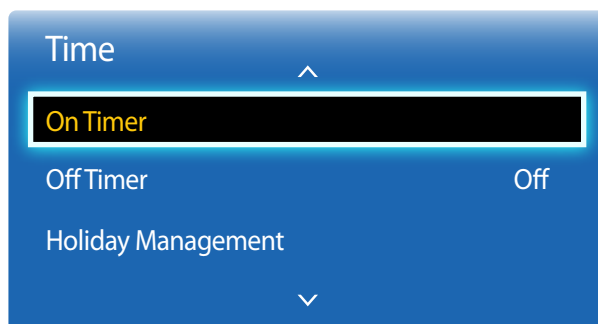 Time
On Timer
Off Timer Off
Holiday Management